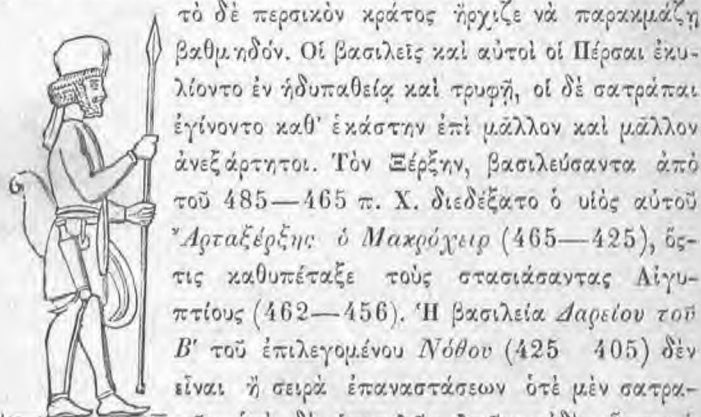 τὸ δὲ περσικὸν κράτος ἤρχιζε νὰ παρακμάζῃ
βαθμηδόν. Οἱ βασιλεῖς καὶ αὐτοὶ οἱ Πέρσαι ἐκυ-
λίοντο ἐν ἡδυπαθείᾳ καὶ τρυφῇ, οἱ δὲ σατράπαι
ἐγίνοντο καθ' ἑκάστην ἐπὶ μᾶλλον καὶ μᾶλλον
ἀνεξάρτητοι. Τὸν Ξέρξην, βασιλεύσαντα ἀπὸ
τοῦ 485—465 π. Χ. διεδέξατο ὁ υἱὸς αὐτοῦ
Ἀρταξέρξης ὁ Μακρόχειρ (465—425), ὅς-
τις καθυπέταξε τοὺς στασιάσαντας Αἰγυ-
πτίους (462—456). Ἡ βασιλεία Δαρείου τοῦ
Β' τοῦ ἐπιλεγομένου Νόθου (425 405) δὲν
εἶναι ἢ σειρὰ ἐπαναστάσεων ὁτὲ μὲν σατρα-